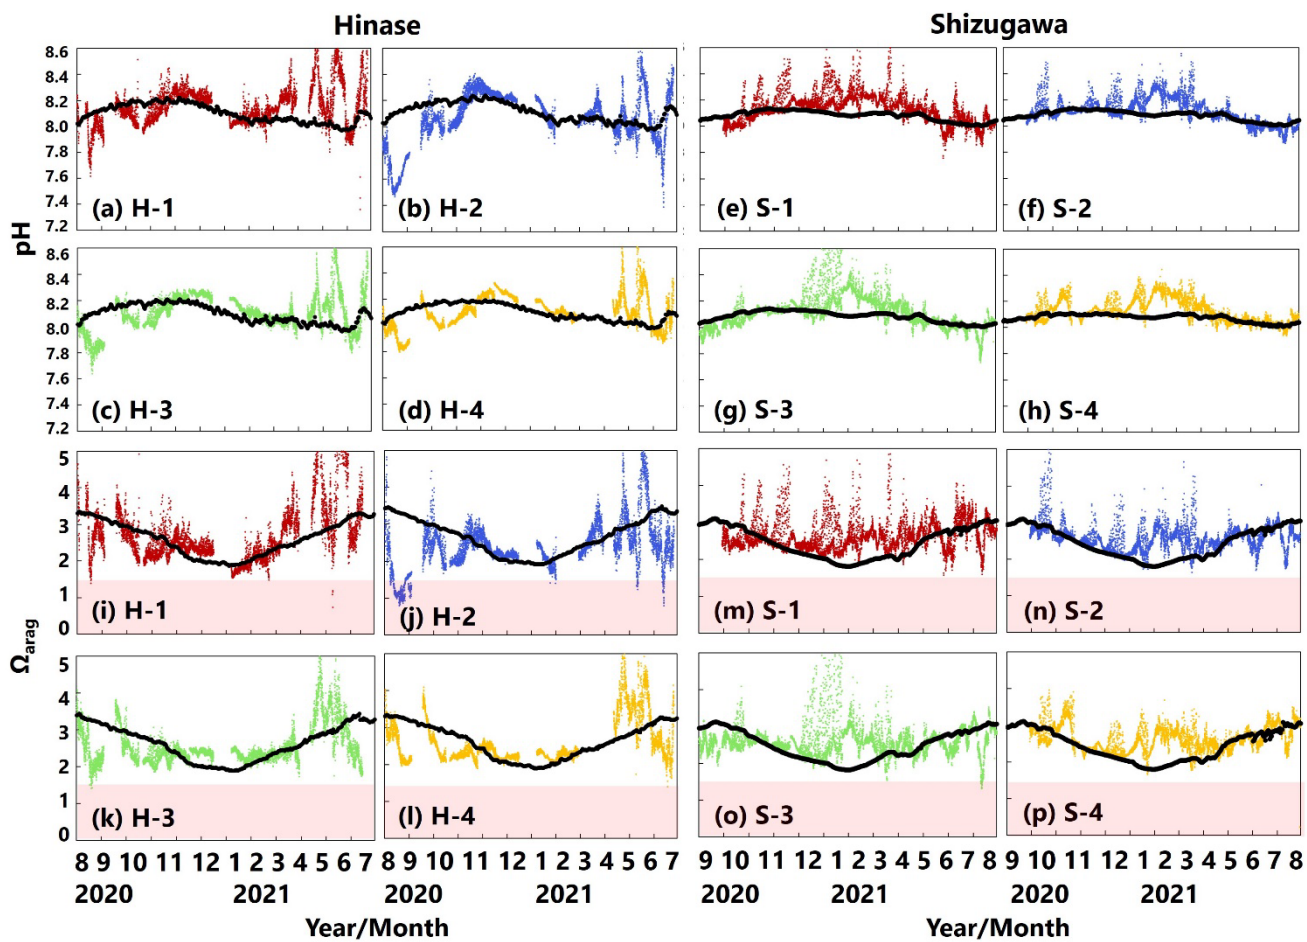 Hinase Shizugawa
8.6
8.4
8.2
8.0
7.8
7.6
7.4
7.2
(a) H-1 (b) H-2 (e) S-1 (f) S-2
pH
8.6
8.4
8.2
8.0
7.8
7.6
7.4
7.2
(c) H-3 (d) H-4 (g) S-3 (h) S-4
5
4
3
2
1
0
(i) H-1 (j) H-2 (m) S-1 (n) S-2
Ωarag
5
4
3
2
1
0
(k) H-3 (l) H-4 (o) S-3 (p) S-4
8 9 10 11 12 1 2 3 4 5 6 7 8 9 10 11 12 1 2 3 4 5 6 7 9 10 11 12 1 2 3 4 5 6 7 8 9 10 11 12 1 2 3 4 5 6 7 8
2020 2021 2020 2021 2020 2021 2020 2021
Year/Month Year/Month